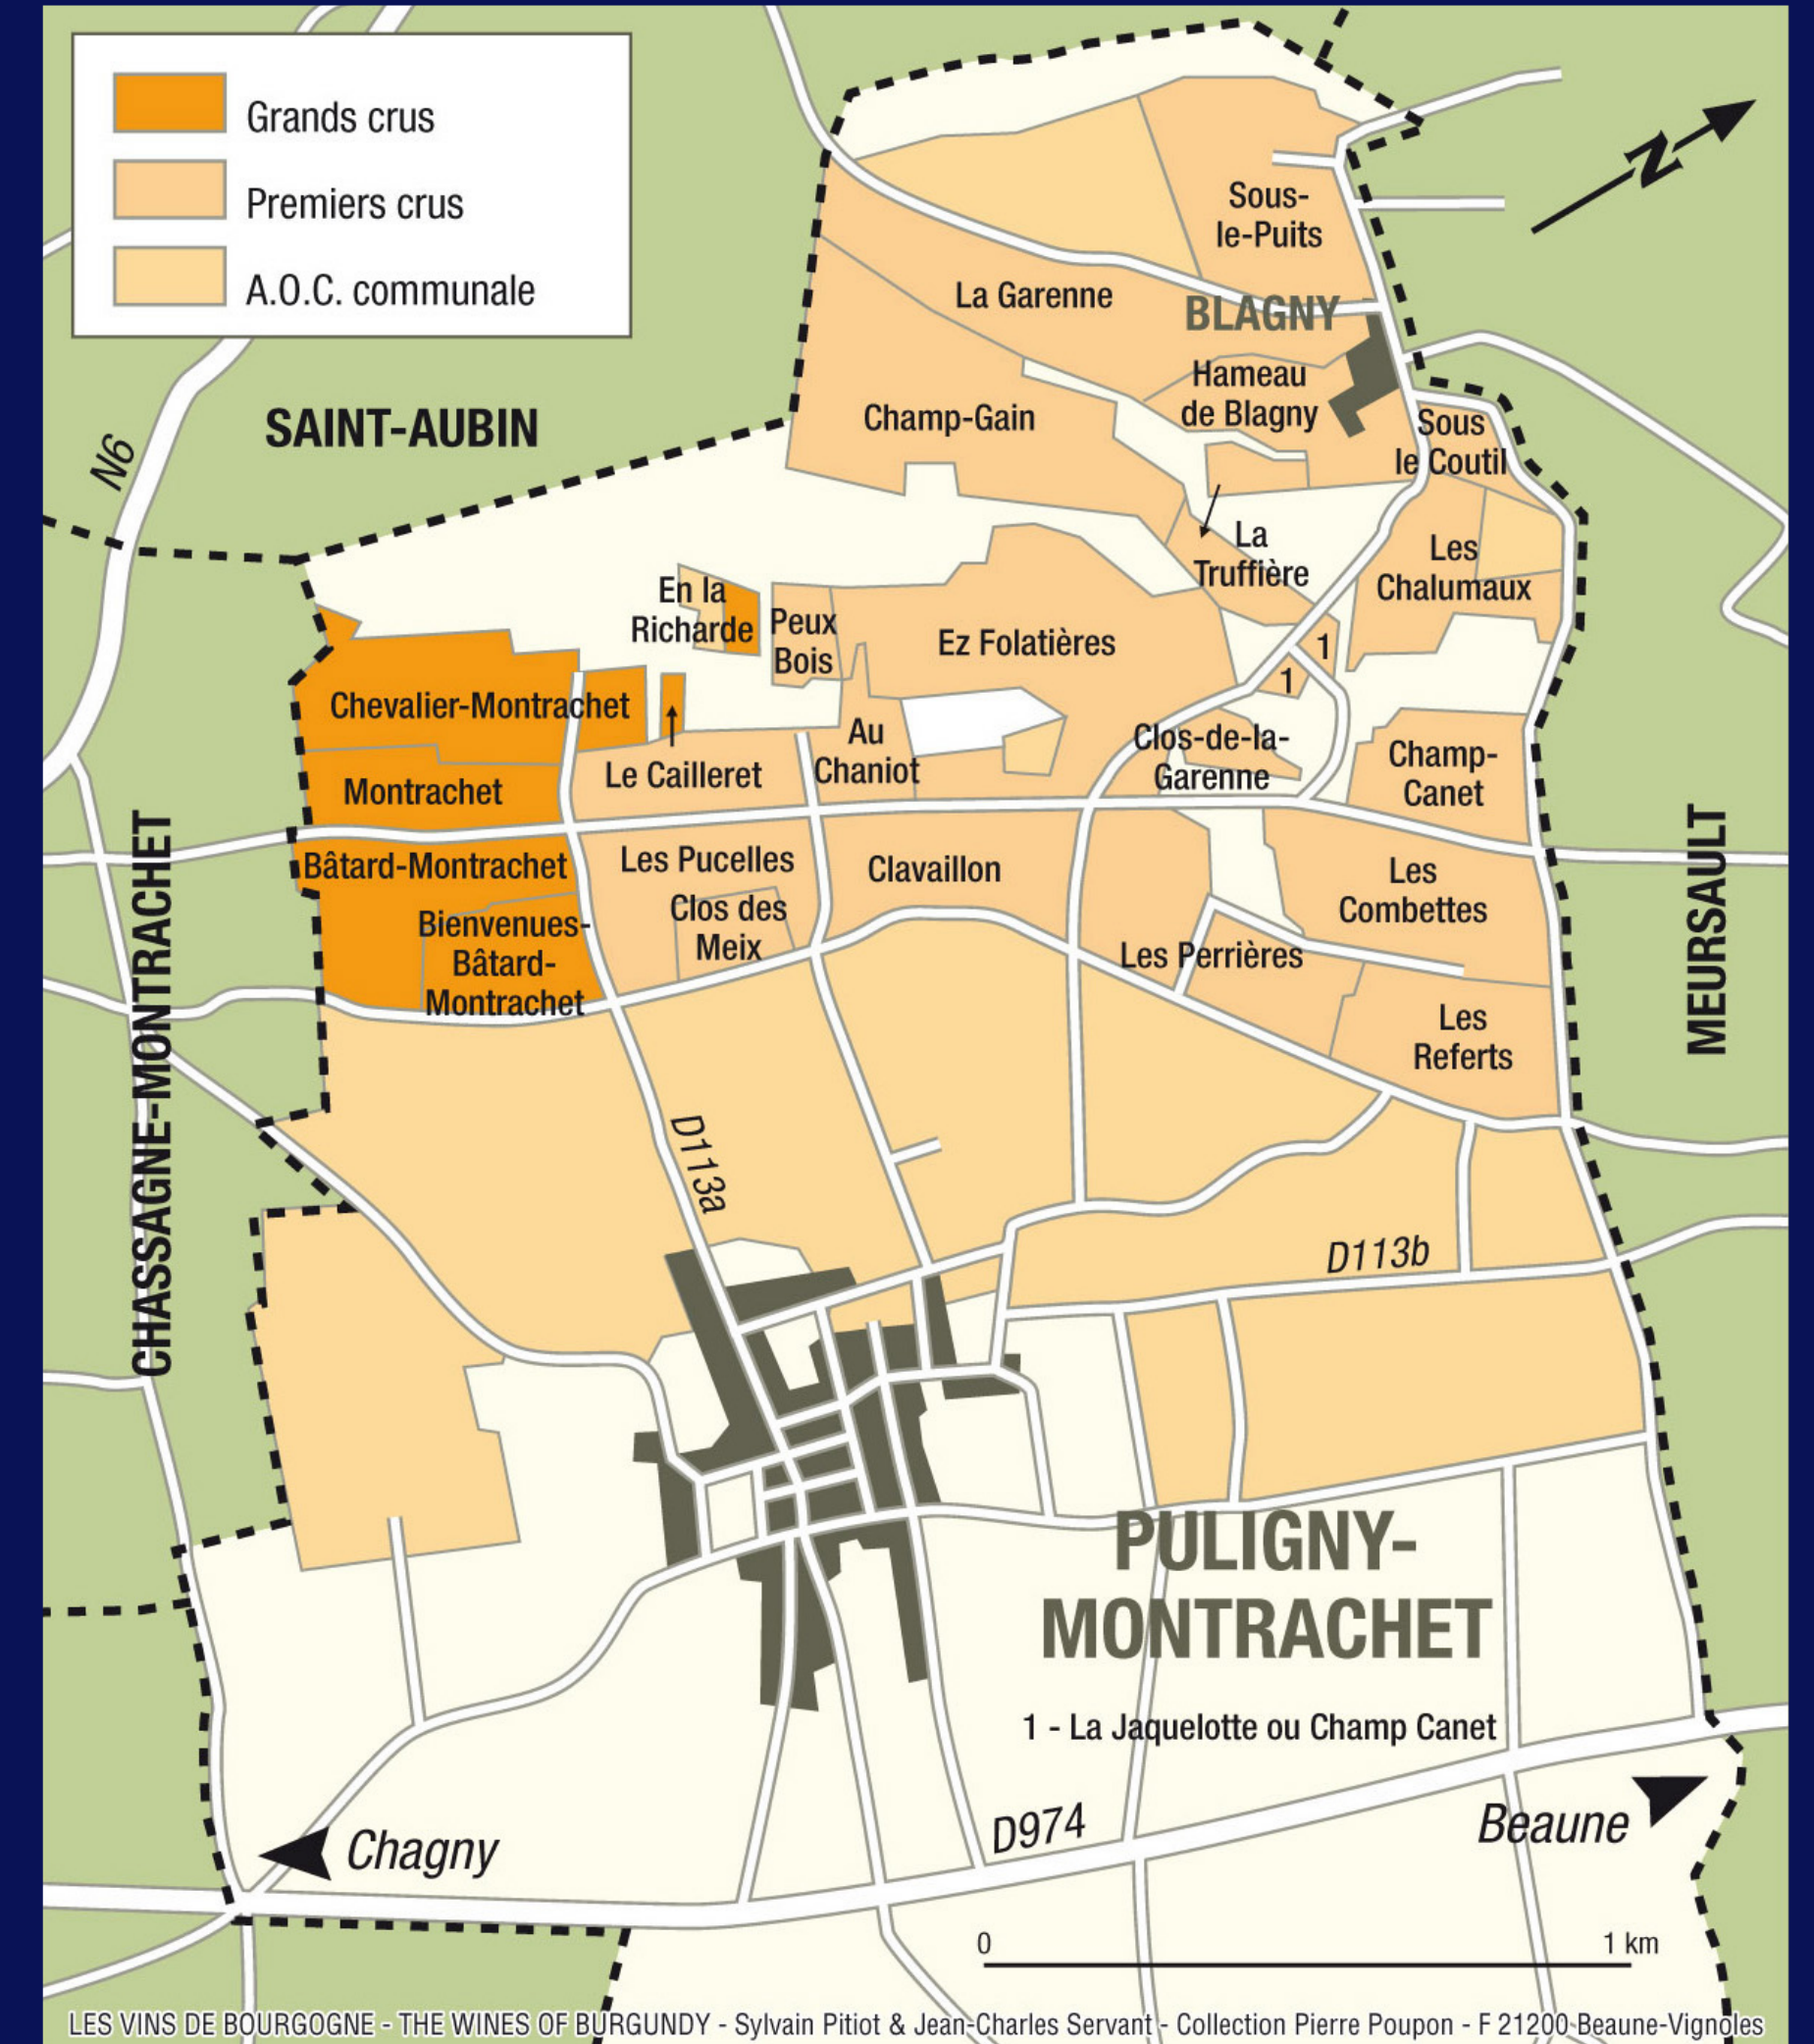 Grands crus
Premiers crus
A.O.C. communale
N
N6
SAINT-AUBIN
Sous-
le-Puits
La Garenne
BLAGNY
Hameau
de Blagny
Champ-Gain
Sous
le Coutil
La
Truffière
Les
Chalumaux
En la
Richarde
Peux
Bois
Ez Folatières
1
1
Chevalier-Montrachet
Au
Chaniot
Clos-de-la-
Garenne
Champ-
Canet
Montrachet
Le Cailleret
Bâtard-Montrachet
Les Pucelles
Clavaillon
Les
Combettes
Clos des
Meix
Bienvenues-
Bâtard-
Montrachet
Les Perrières
Les
Referts
CHASSAGNE-MONTRACHET
MEURSAULT
D113a
D113b
PULIGNY-
MONTRACHET
1 - La Jaquelotte ou Champ Canet
D974
Chagny
Beaune
0
1 km
LES VINS DE BOURGOGNE - THE WINES OF BURGUNDY - Sylvain Pitiot & Jean-Charles Servant - Collection Pierre Poupon - F 21200 Beaune-Vignoles